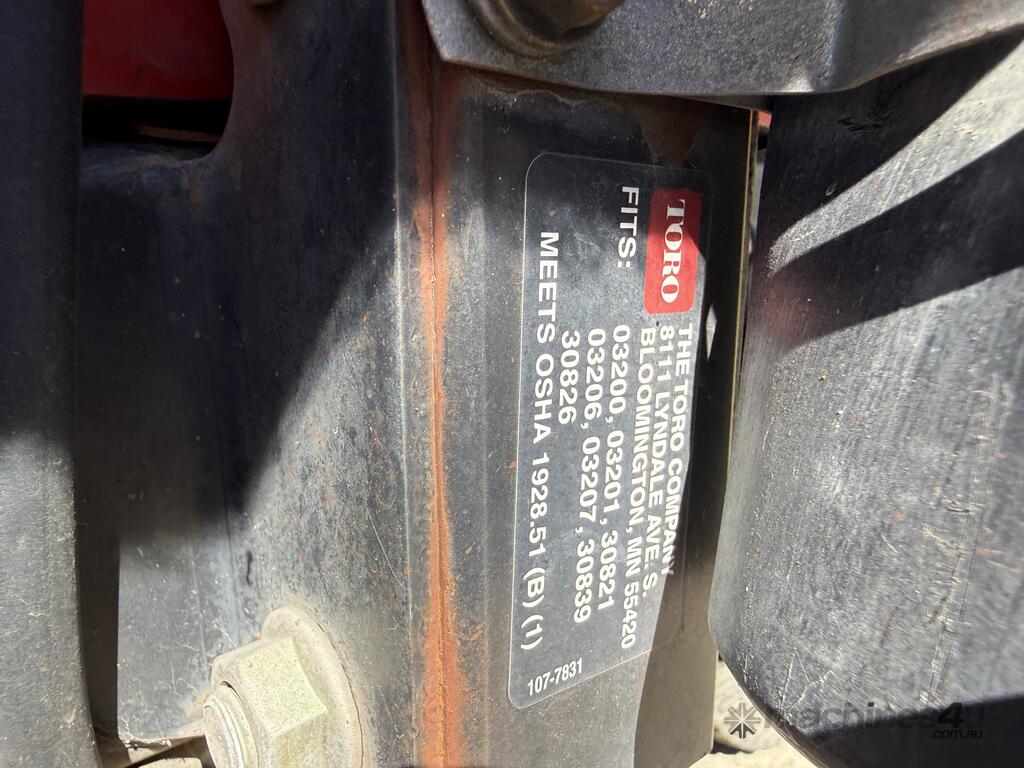 TORO
THE TORO COMPANY
8111 LYNDALE AVE. S.
BLOOMINGTON, MN 55420
FITS:
03200, 03201, 30821
03206, 03207, 30839
30826
MEETS OSHA 1928.51 (B) (1)
107-7831
machines4u
.com.au